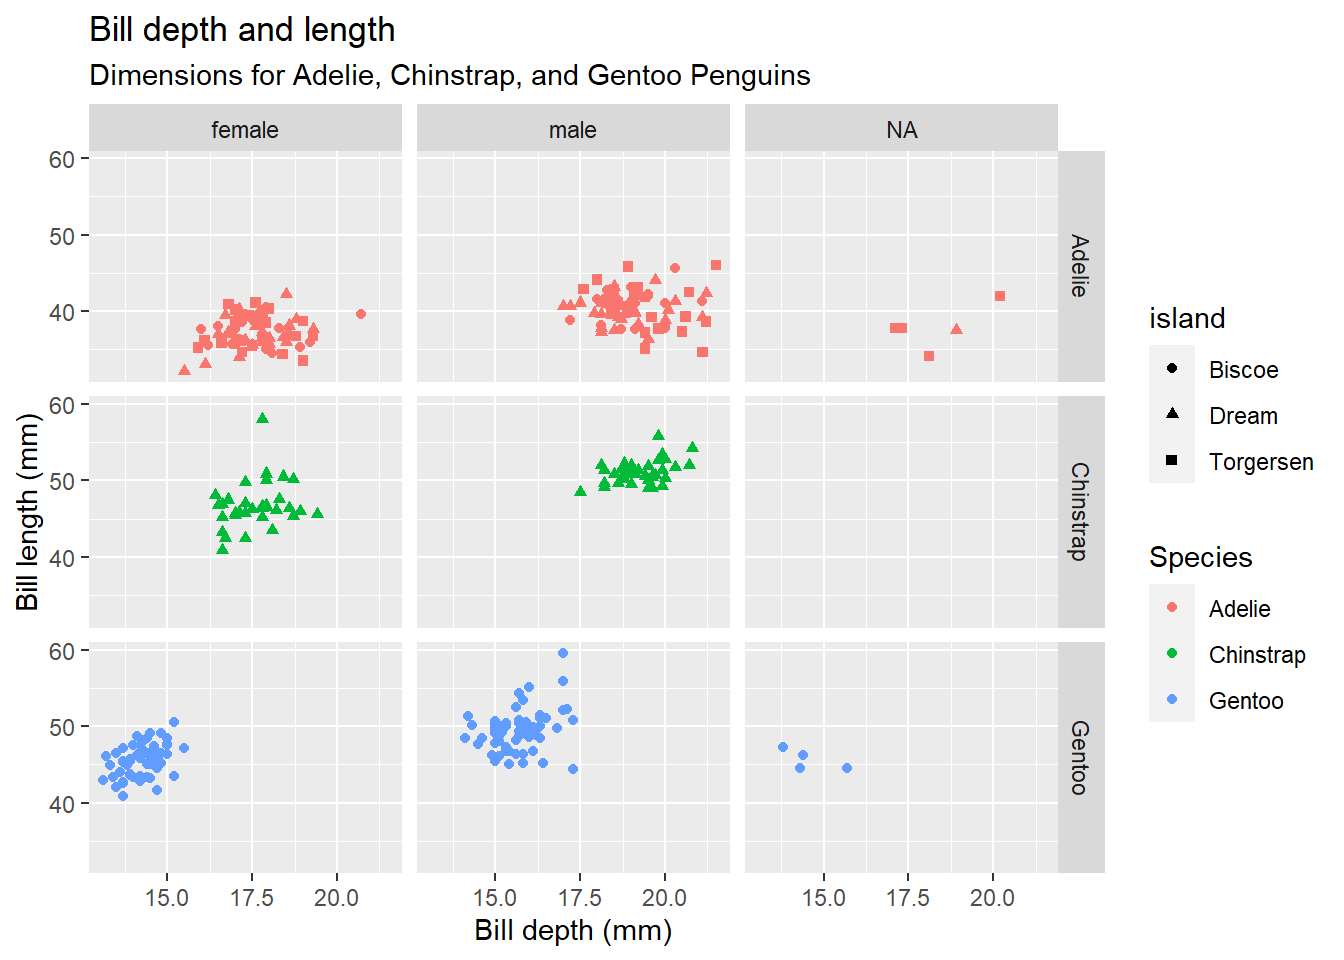 Bill depth and length
Dimensions for Adelie, Chinstrap, and Gentoo Penguins
female
male
NA
60
50
40
Adelie
60
50
40
Chinstrap
60
50
40
Gentoo
15.0
17.5
20.0
15.0
17.5
20.0
15.0
17.5
20.0
Bill depth (mm)
Bill length (mm)
island
Biscoe
Dream
Torgersen
Species
Adelie
Chinstrap
Gentoo